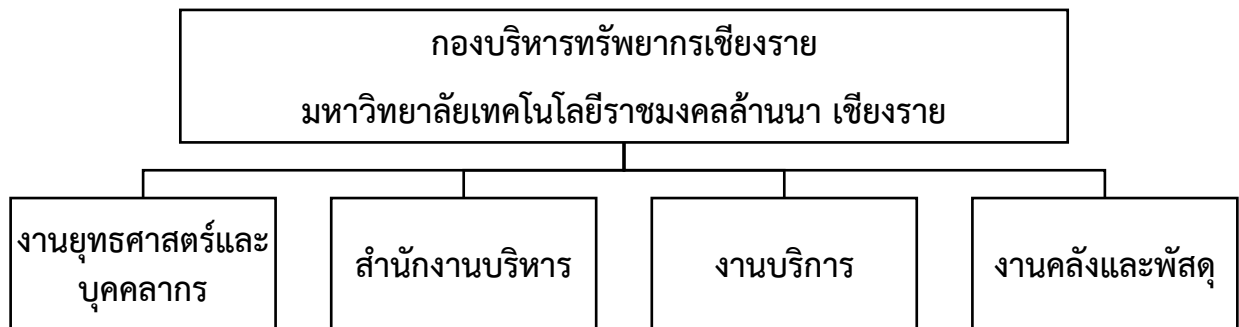 กองบริหารทรัพยากรเชียงราย
มหาวิทยาลัยเทคโนโลยีราชมงคลล้านนา เชียงราย
งานยุทธศาสตร์และ
บุคคลากร
สำนักงานบริหาร
งานบริการ
งานคลังและพัสดุ